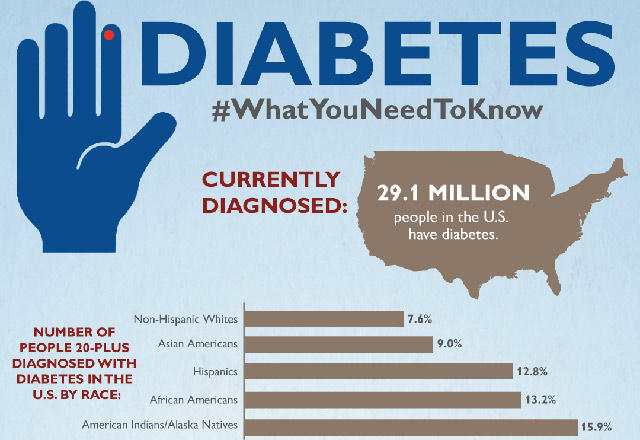 DIABETES
#WhatYouNeedToKnow
CURRENTLY
DIAGNOSED:
29.1 MILLION
people in the U.S.
have diabetes.
NUMBER OF
PEOPLE 20-PLUS
DIAGNOSED WITH
DIABETES IN THE
U.S. BY RACE:
Non-Hispanic Whites 7.6%
Asian Americans 9.0%
Hispanics 12.8%
African Americans 13.2%
American Indians/Alaska Natives 15.9%